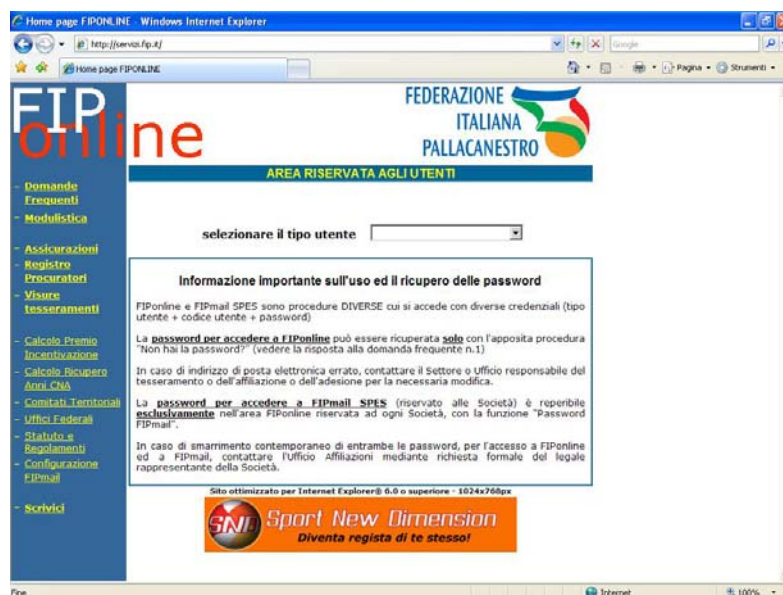 Home page FIPONLINE - Windows Internet Explorer
http://servizi.fip.it/
Google
Home page FIPONLINE
Pagina
Strumenti
FIP
online
FEDERAZIONE
ITALIANA
PALLACANESTRO
AREA RISERVATA AGLI UTENTI
- Domande
Frequenti
- Modulistica
- Assicurazioni
- Registro
Procuratori
- Visure
tesseramenti
- Calcolo Premio
Incentivazione
- Calcolo Ricupero
Anni CNA
- Comitati Territoriali
- Uffici Federali
- Statuto e
Regolamenti
- Configurazione
FIPmail
- Scrivici
selezionare il tipo utente
Informazione importante sull'uso ed il ricupero delle password
FIPonline e FIPmail SPES sono procedure DIVERSE cui si accede con diverse credenziali (tipo
utente + codice utente + password)
La password per accedere a FIPonline può essere ricuperata solo con l'apposita procedura
"Non hai la password?" (vedere la risposta alla domanda frequente n.1)
In caso di indirizzo di posta elettronica errato, contattare il Settore o Ufficio responsabile del
tesseramento o dell'affiliazione o dell'adesione per la necessaria modifica.
La password per accedere a FIPmail SPES (riservato alle Società) è reperibile
esclusivamente nell'area FIPonline riservata ad ogni Società, con la funzione "Password
FIPmail".
In caso di smarrimento contemporaneo di entrambe le password, per l'accesso a FIPonline
ed a FIPmail, contattare l'Ufficio Affiliazioni mediante richiesta formale del legale
rappresentante della Società.
Sito ottimizzato per Internet Explorer® 6.0 o superiore - 1024x768px
SND Sport New Dimension
Diventa regista di te stesso!
Fine
Internet
100%